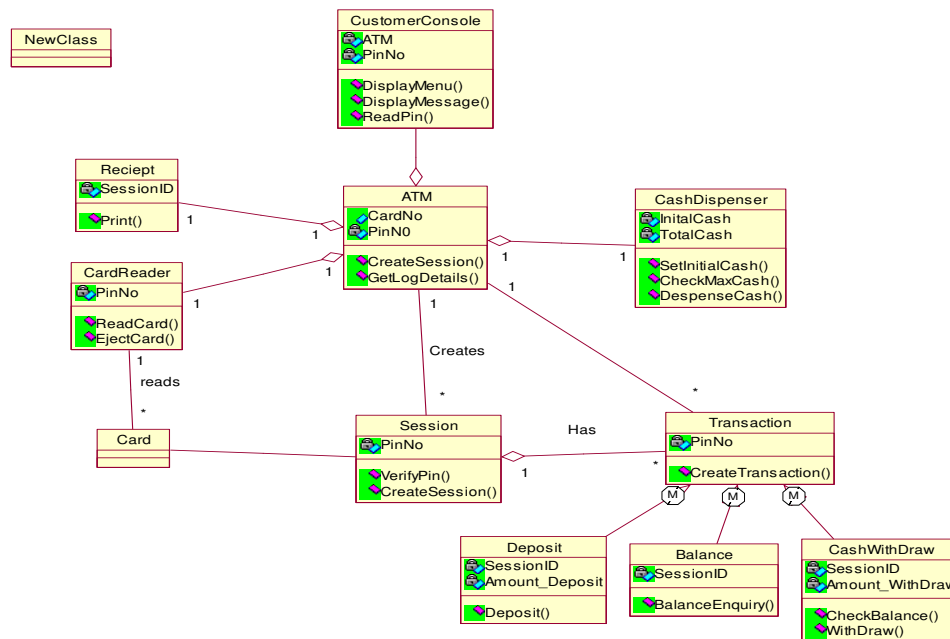 CustomerConsole
ATM
PinNo
DisplayMenu()
DisplayMessage()
ReadPin()
NewClass
Reciept
SessionID
Print()
1
1
ATM
CardNo
PinN0
CreateSession()
GetLogDetails()
CashDispenser
InitalCash
TotalCash
SetInitialCash()
CheckMaxCash()
DespenseCash()
1
1
CardReader
PinNo
ReadCard()
EjectCard()
1
1
1
reads
*
1
Creates
*
1
*
Card
Session
PinNo
VerifyPin()
CreateSession()
Has
1
*
Transaction
PinNo
CreateTransaction()
M
M
M
Deposit
SessionID
Amount_Deposit
Deposit()
Balance
SessionID
BalanceEnquiry()
CashWithDraw
SessionID
Amount_WithDraw
CheckBalance()
WithDraw()